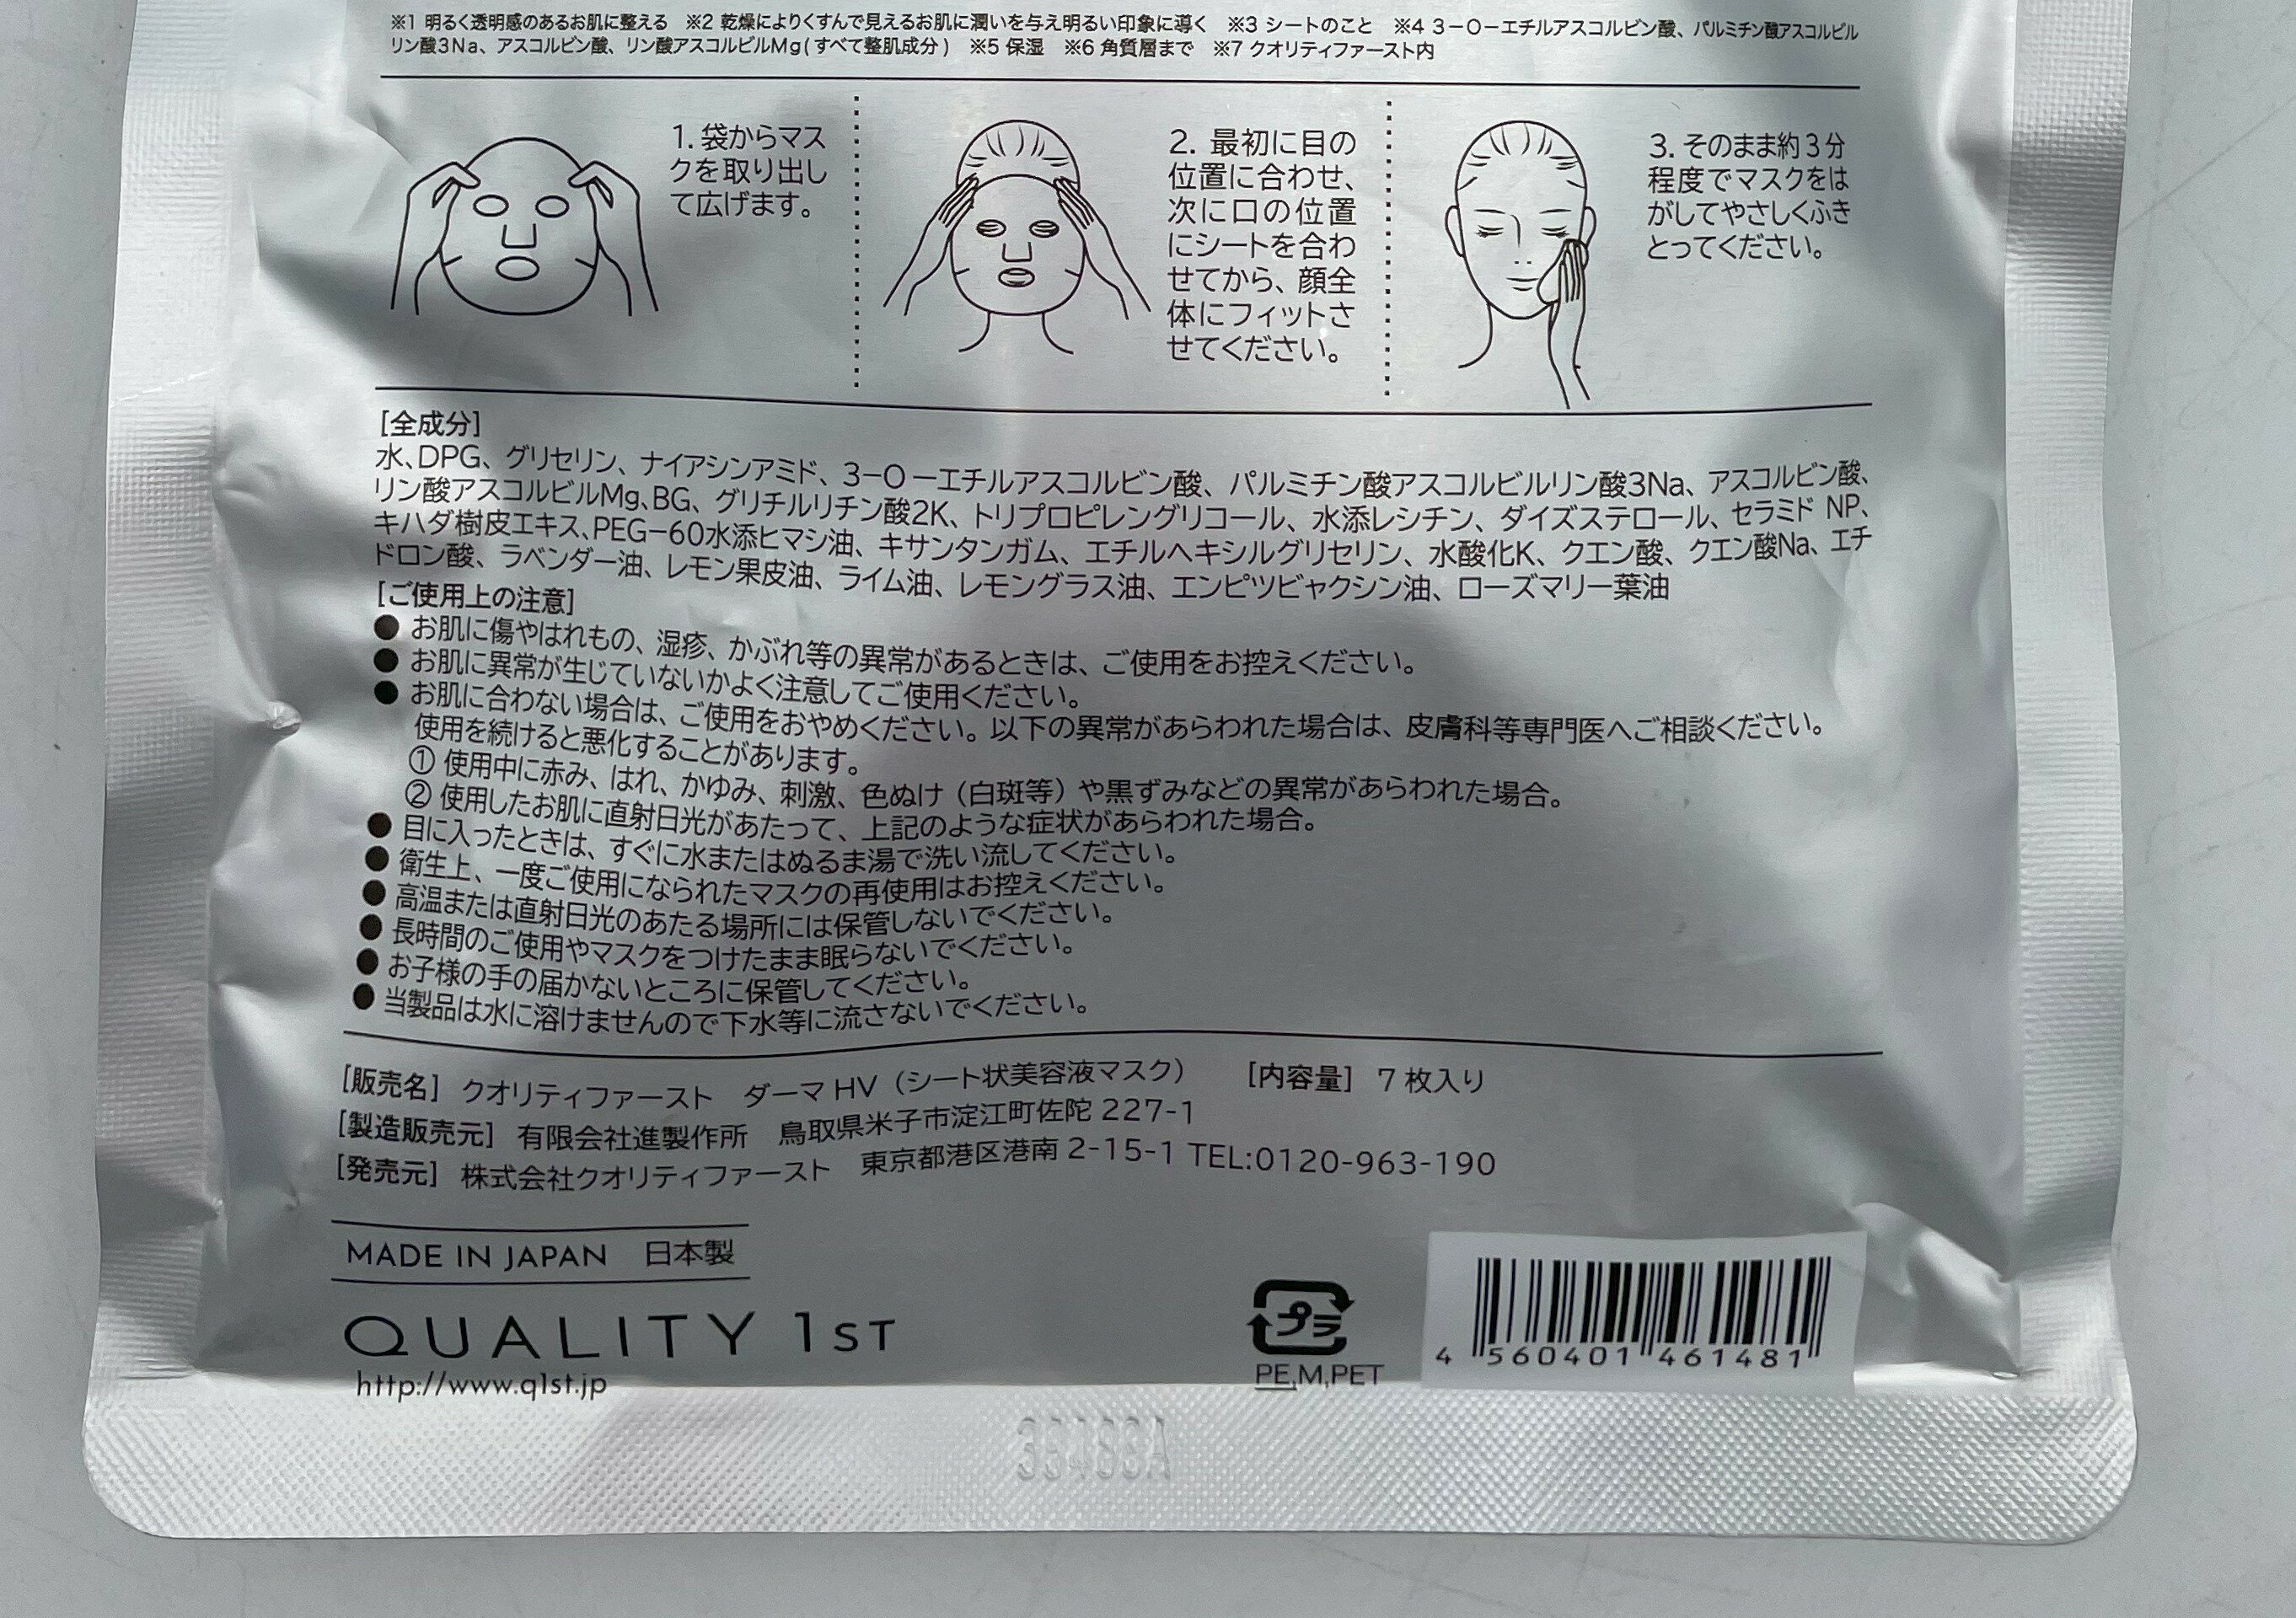 ※1 明るく透明感のあるお肌に整える ※2 乾燥によりくすんで見えるお肌に潤いを与え明るい印象に導く ※3 シートのこと ※4 3-O-エチルアスコルビン酸、パルミチン酸アスコルビル
リン酸3Na、アスコルビン酸、リン酸アスコルビルMg(すべて整肌成分) ※5 保湿 ※6 角質層まで ※7 クオリティファースト内
1. 袋からマス
クを取り出し
て広げます。
2. 最初に目の
位置に合わせ、
次に口の位置
にシートを合わ
せてから、顔全
体にフィットさ
せてください。
3. そのまま約3分
程度でマスクをは
がしてやさしくふき
とってください。
[全成分]
水、DPG、グリセリン、ナイアシンアミド、3-O-エチルアスコルビン酸、パルミチン酸アスコルビルリン酸3Na、アスコルビン酸、
リン酸アスコルビルMg、BG、グリチルリチン酸2K、トリプロピレングリコール、水添レシチン、ダイズステロール、セラミド NP、
キハダ樹皮エキス、PEG-60水添ヒマシ油、キサンタンガム、エチルヘキシルグリセリン、水酸化K、クエン酸、クエン酸Na、エチ
ドロン酸、ラベンダー油、レモン果皮油、ライム油、レモングラス油、エンピツビャクシン油、ローズマリー葉油
[ご使用上の注意]
● お肌に傷やはれもの、湿疹、かぶれ等の異常があるときは、ご使用をお控えください。
● お肌に異常が生じていないかよく注意してご使用ください。
● お肌に合わない場合は、ご使用をおやめください。以下の異常があらわれた場合は、皮膚科等専門医へご相談ください。
使用を続けると悪化することがあります。
① 使用中に赤み、はれ、かゆみ、刺激、色ぬけ（白斑等）や黒ずみなどの異常があらわれた場合。
② 使用したお肌に直射日光があたって、上記のような症状があらわれた場合。
● 目に入ったときは、すぐに水またはぬるま湯で洗い流してください。
● 衛生上、一度ご使用になられたマスクの再使用はお控えください。
● 高温または直射日光のあたる場所には保管しないでください。
● 長時間のご使用やマスクをつけたまま眠らないでください。
● お子様の手の届かないところに保管してください。
● 当製品は水に溶けませんので下水等に流さないでください。
[販売名] クオリティファースト ダーマ HV（シート状美容液マスク） [内容量] 7枚入り
[製造販売元] 有限会社進製作所 鳥取県米子市淀江町佐陀 227-1
[発売元] 株式会社クオリティファースト 東京都港区港南 2-15-1 TEL:0120-963-190
MADE IN JAPAN 日本製
QUALITY 1ST
http://www.q1st.jp
プラ
PE,M,PET
4 560401 461481